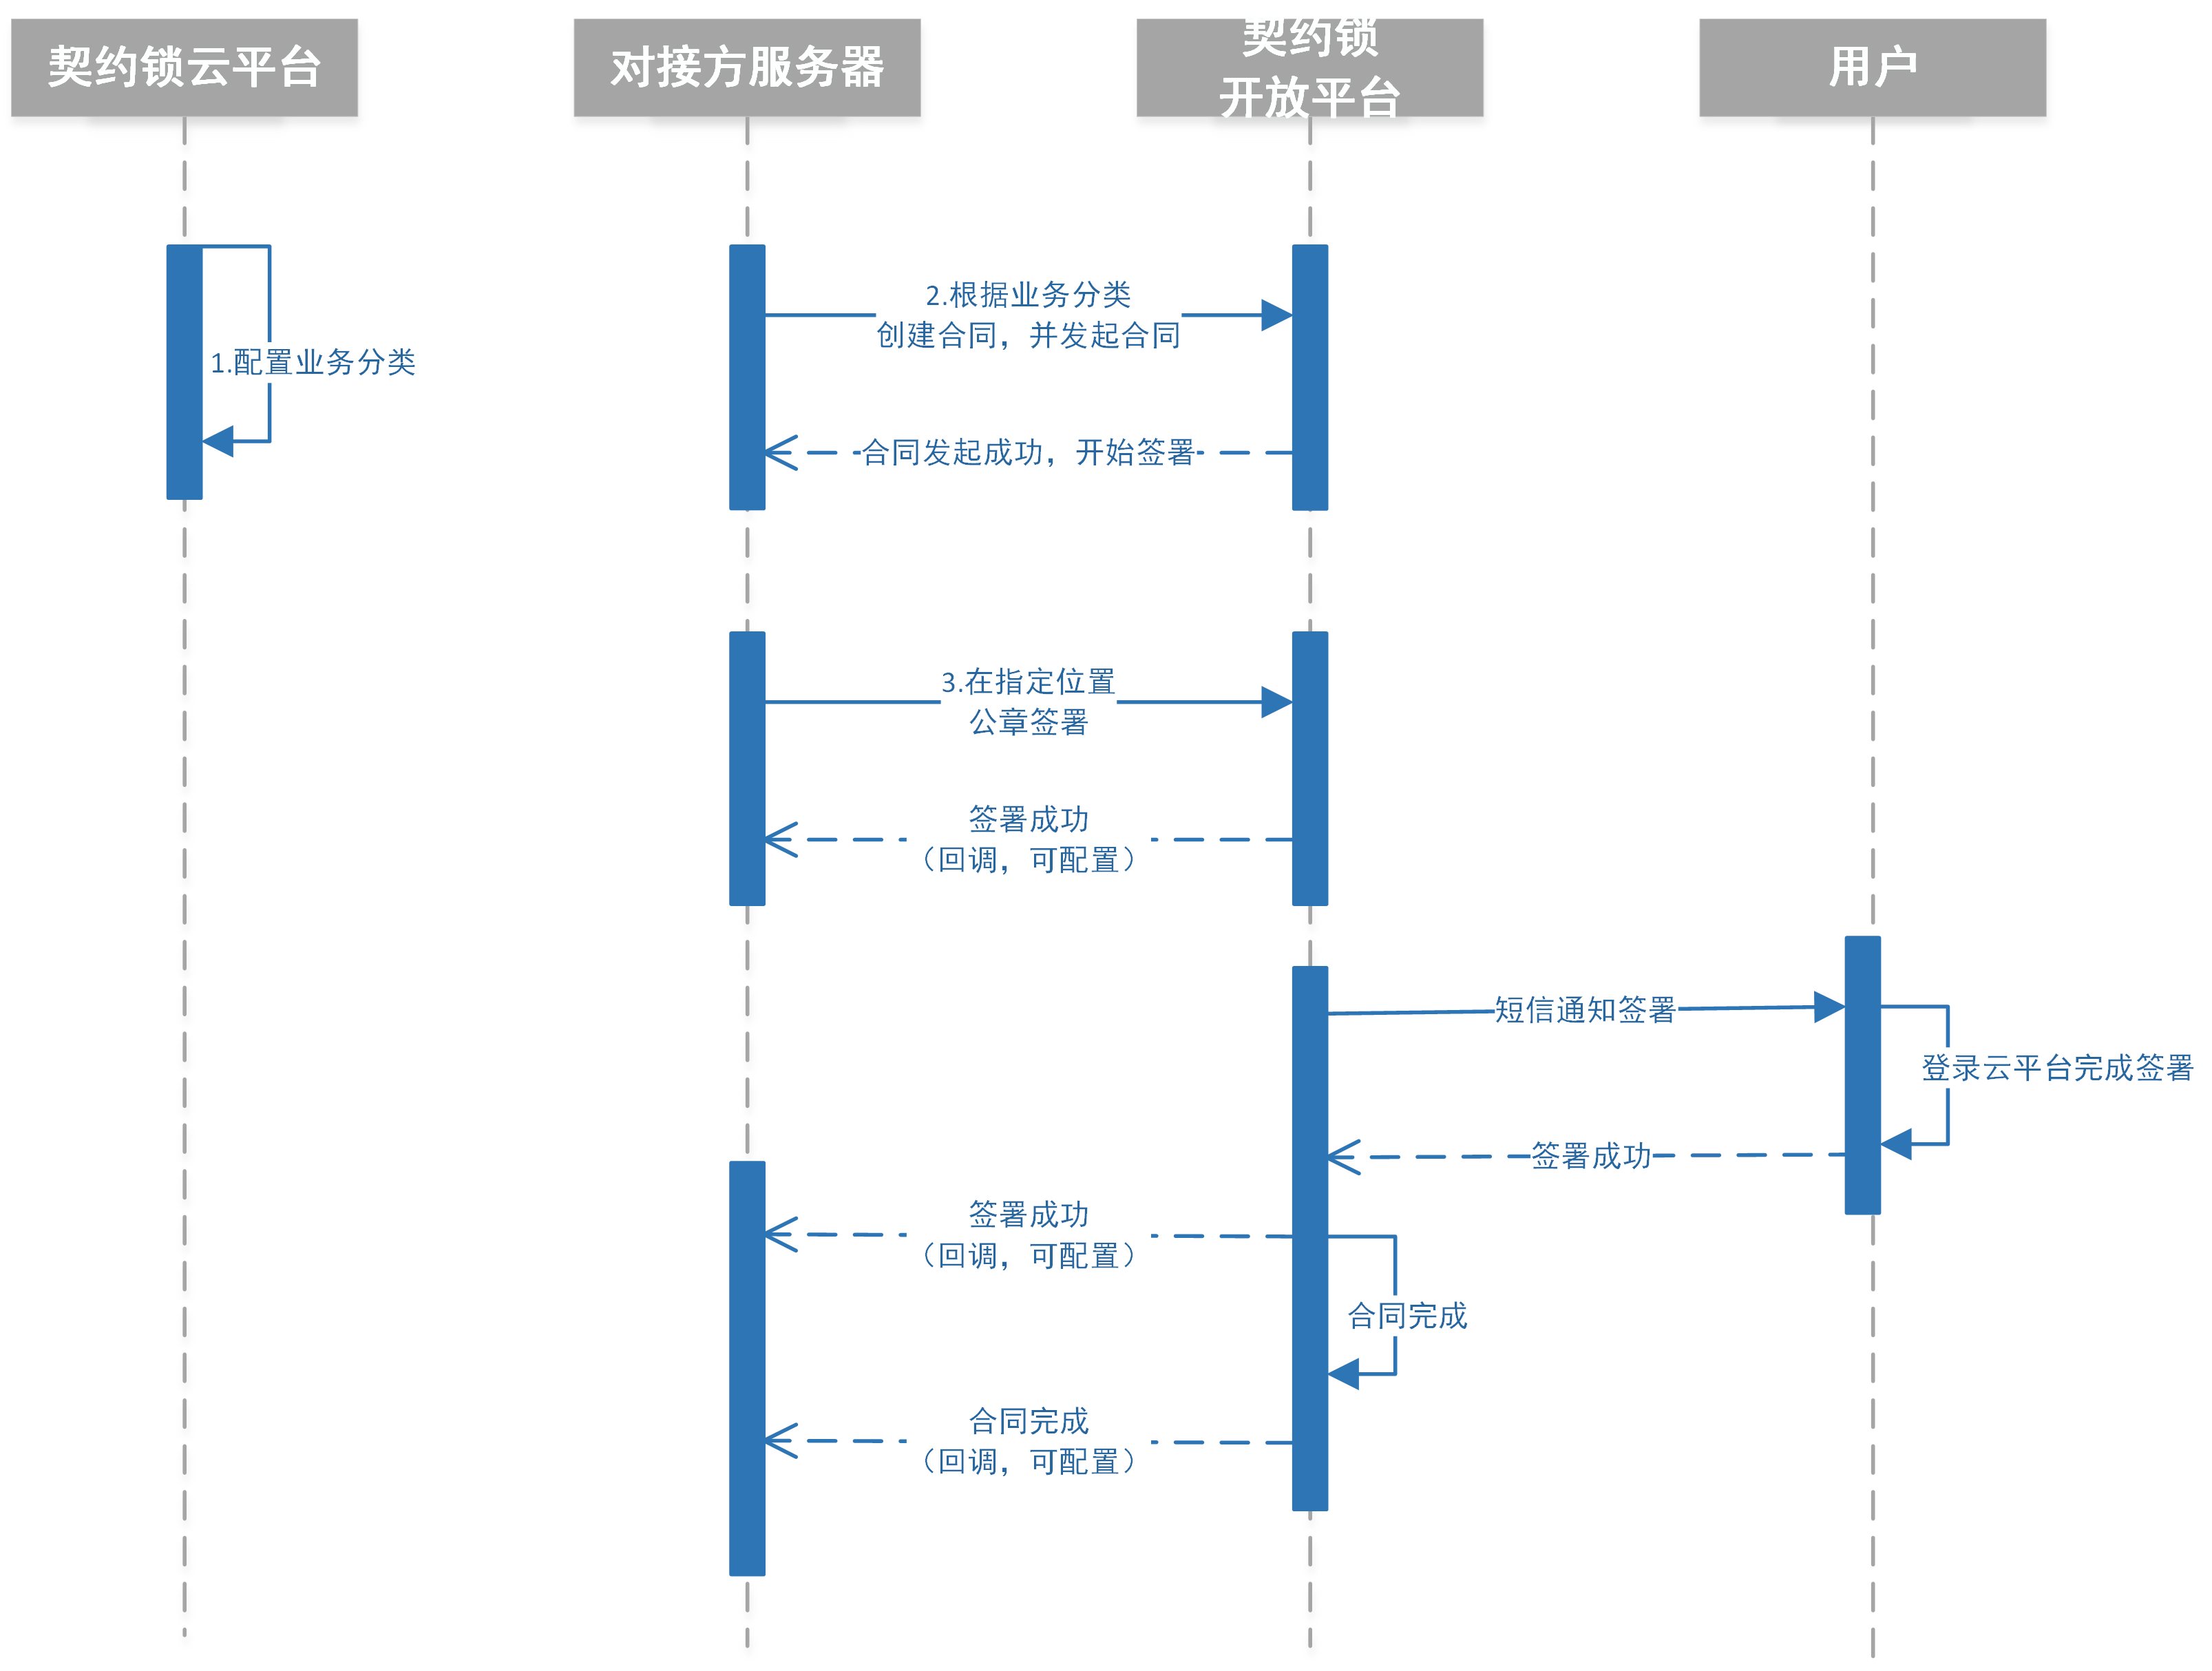 契约锁云平台
对接方服务器
契约锁
开放平台
用户
1.配置业务分类
2.根据业务分类
创建合同，并发起合同
合同发起成功，开始签署
3.在指定位置
公章签署
签署成功
（回调，可配置）
短信通知签署
登录云平台完成签署
签署成功
签署成功
（回调，可配置）
合同完成
合同完成
（回调，可配置）